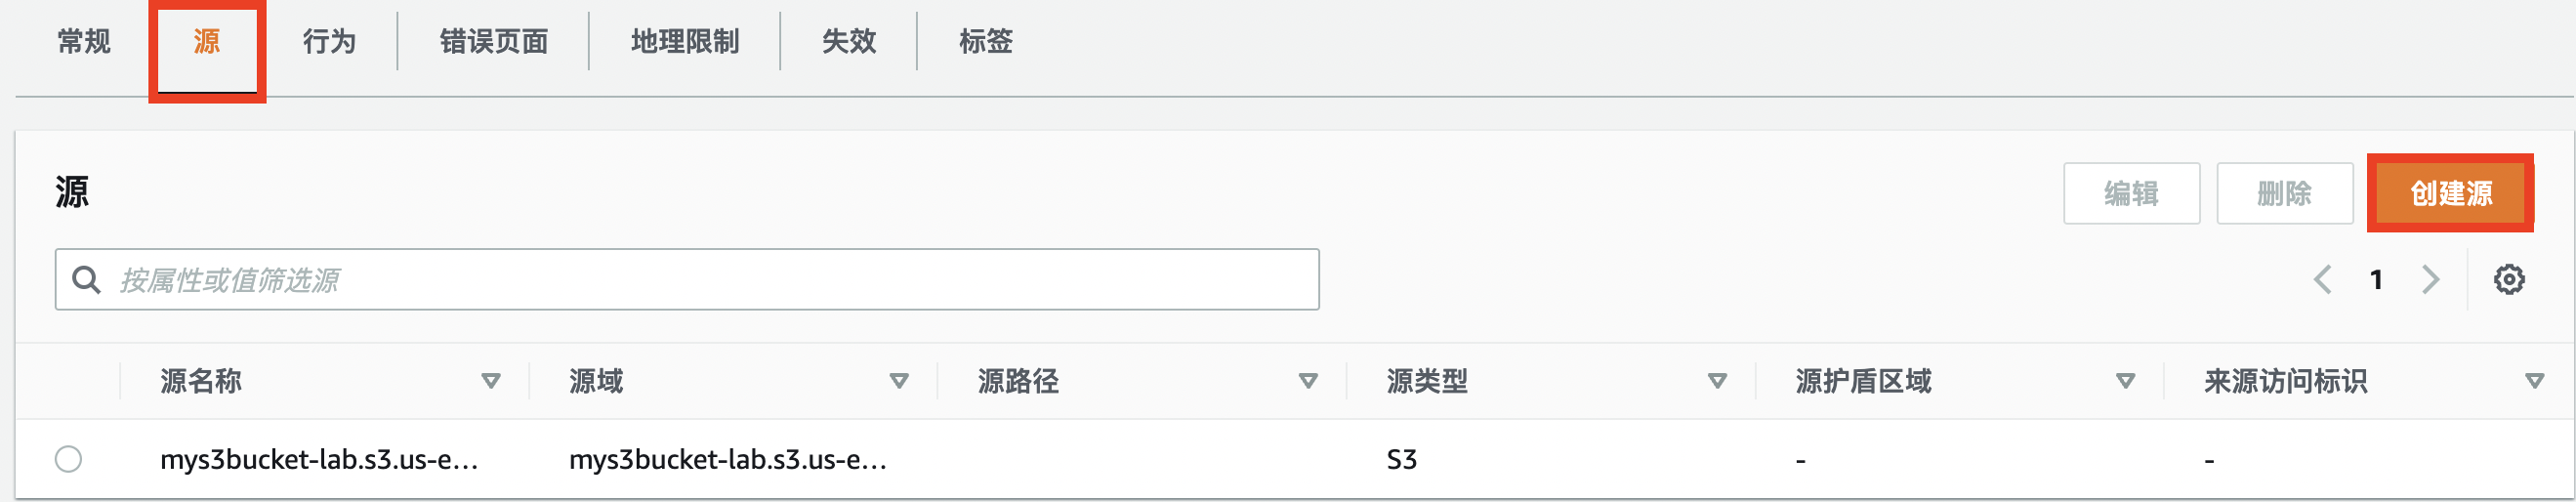 常规 源 行为 错误页面 地理限制 失效 标签
源 编辑 删除 创建源
按属性或值筛选源 1
源名称 源域 源路径 源类型 源护盾区域 来源访问标识
mys3bucket-lab.s3.us-e... mys3bucket-lab.s3.us-e... S3 - -